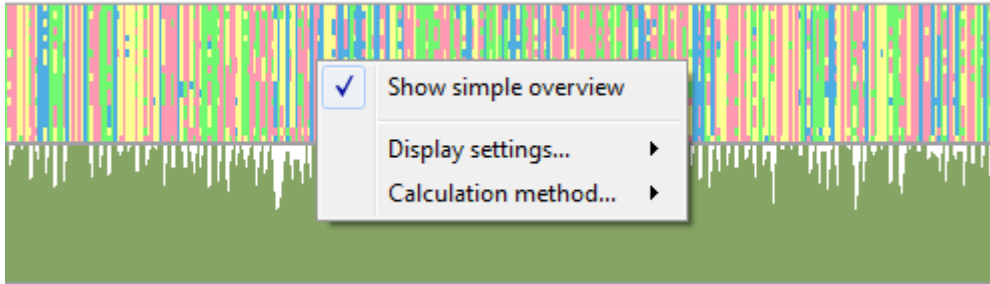 Show simple overview
Display settings...
Calculation method...